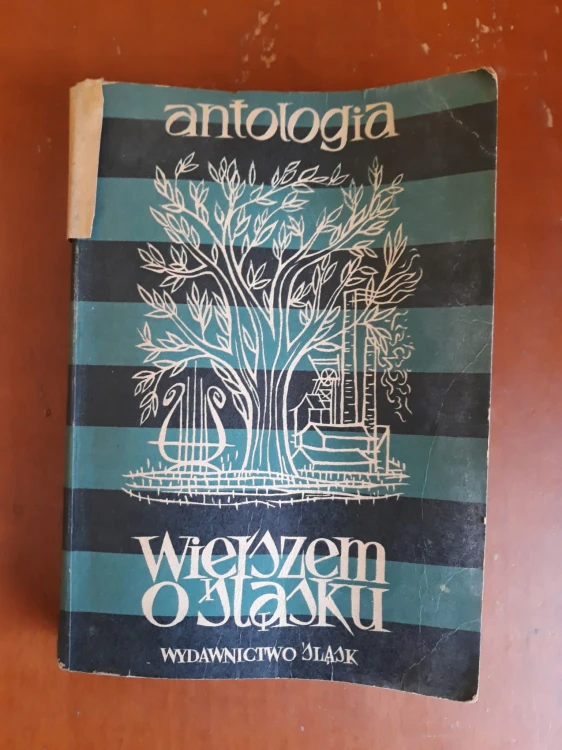 antologia
wierszem
o śląsku
WYDAWNICTWO ŚLĄSK